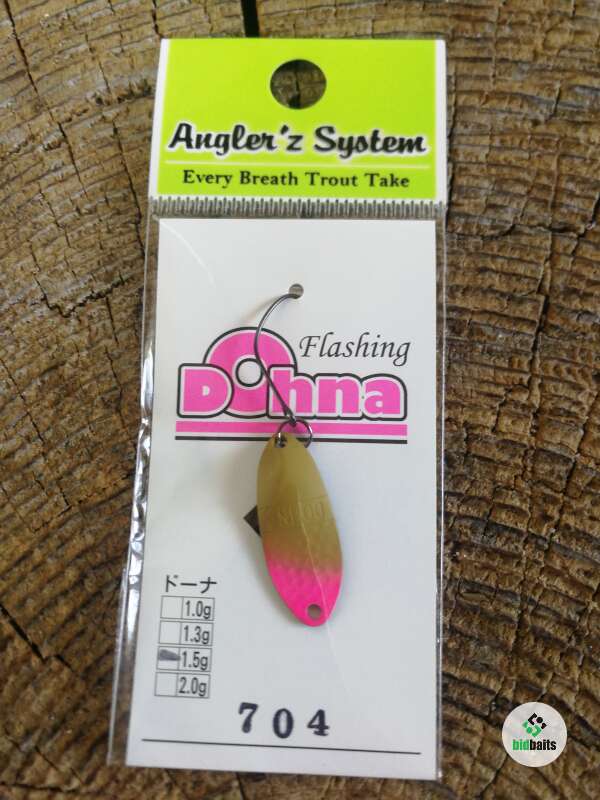 Angler'z System
Every Breath Trout Take
Flashing
Dohna
ドーナ
1.0g
1.3g
1.5g
2.0g
704
bidbaits